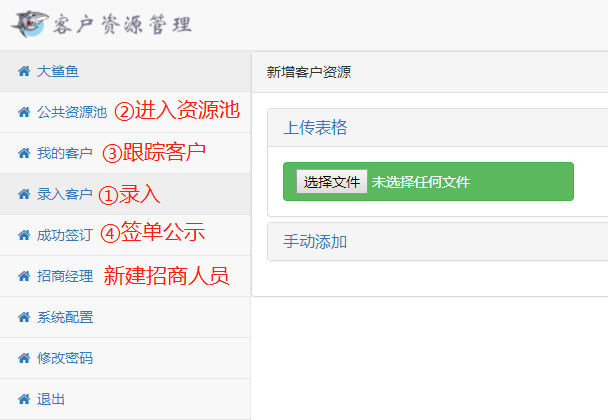 客户资源管理
大鲨鱼
公共资源池 ②进入资源池
我的客户 ③跟踪客户
录入客户 ①录入
成功签订 ④签单公示
招商经理 新建招商人员
系统配置
修改密码
退出
新增客户资源
上传表格
选择文件 未选择任何文件
手动添加